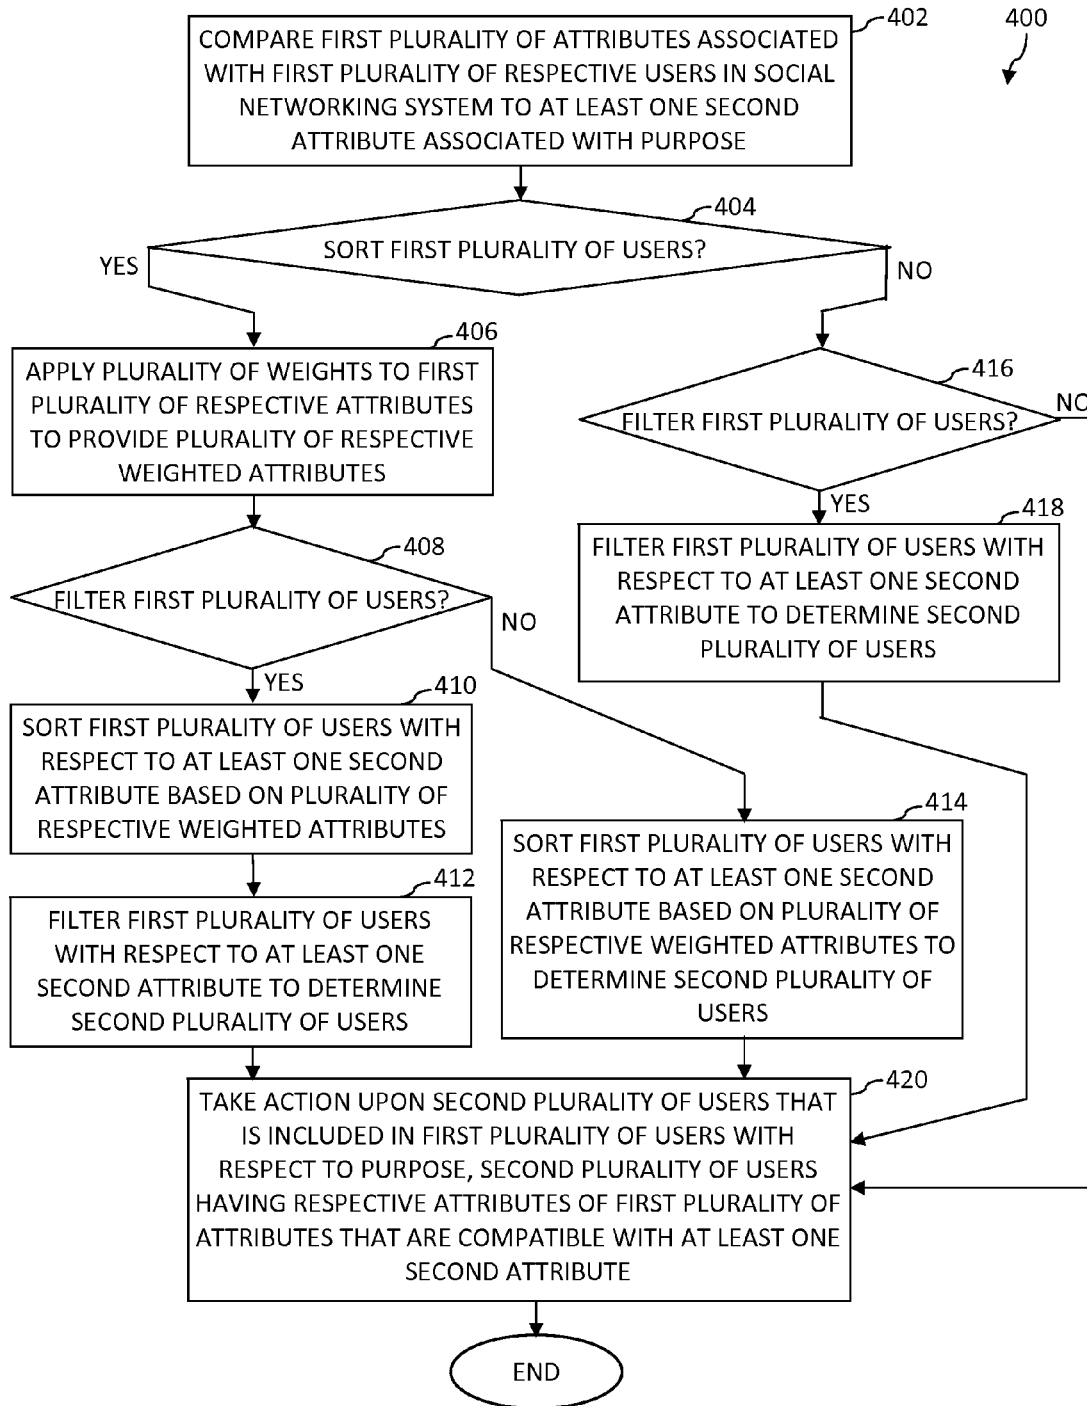 402
400
COMPARE FIRST PLURALITY OF ATTRIBUTES ASSOCIATED
WITH FIRST PLURALITY OF RESPECTIVE USERS IN SOCIAL
NETWORKING SYSTEM TO AT LEAST ONE SECOND
ATTRIBUTE ASSOCIATED WITH PURPOSE
404
SORT FIRST PLURALITY OF USERS?
YES
NO
406
APPLY PLURALITY OF WEIGHTS TO FIRST
PLURALITY OF RESPECTIVE ATTRIBUTES
TO PROVIDE PLURALITY OF RESPECTIVE
WEIGHTED ATTRIBUTES
416
FILTER FIRST PLURALITY OF USERS?
NO
YES
408
FILTER FIRST PLURALITY OF USERS?
NO
YES
418
FILTER FIRST PLURALITY OF USERS WITH
RESPECT TO AT LEAST ONE SECOND
ATTRIBUTE TO DETERMINE SECOND
PLURALITY OF USERS
410
SORT FIRST PLURALITY OF USERS WITH
RESPECT TO AT LEAST ONE SECOND
ATTRIBUTE BASED ON PLURALITY OF
RESPECTIVE WEIGHTED ATTRIBUTES
412
FILTER FIRST PLURALITY OF USERS
WITH RESPECT TO AT LEAST ONE
SECOND ATTRIBUTE TO DETERMINE
SECOND PLURALITY OF USERS
414
SORT FIRST PLURALITY OF USERS WITH
RESPECT TO AT LEAST ONE SECOND
ATTRIBUTE BASED ON PLURALITY OF
RESPECTIVE WEIGHTED ATTRIBUTES TO
DETERMINE SECOND PLURALITY OF
USERS
420
TAKE ACTION UPON SECOND PLURALITY OF USERS THAT
IS INCLUDED IN FIRST PLURALITY OF USERS WITH
RESPECT TO PURPOSE, SECOND PLURALITY OF USERS
HAVING RESPECTIVE ATTRIBUTES OF FIRST PLURALITY OF
ATTRIBUTES THAT ARE COMPATIBLE WITH AT LEAST ONE
SECOND ATTRIBUTE
END